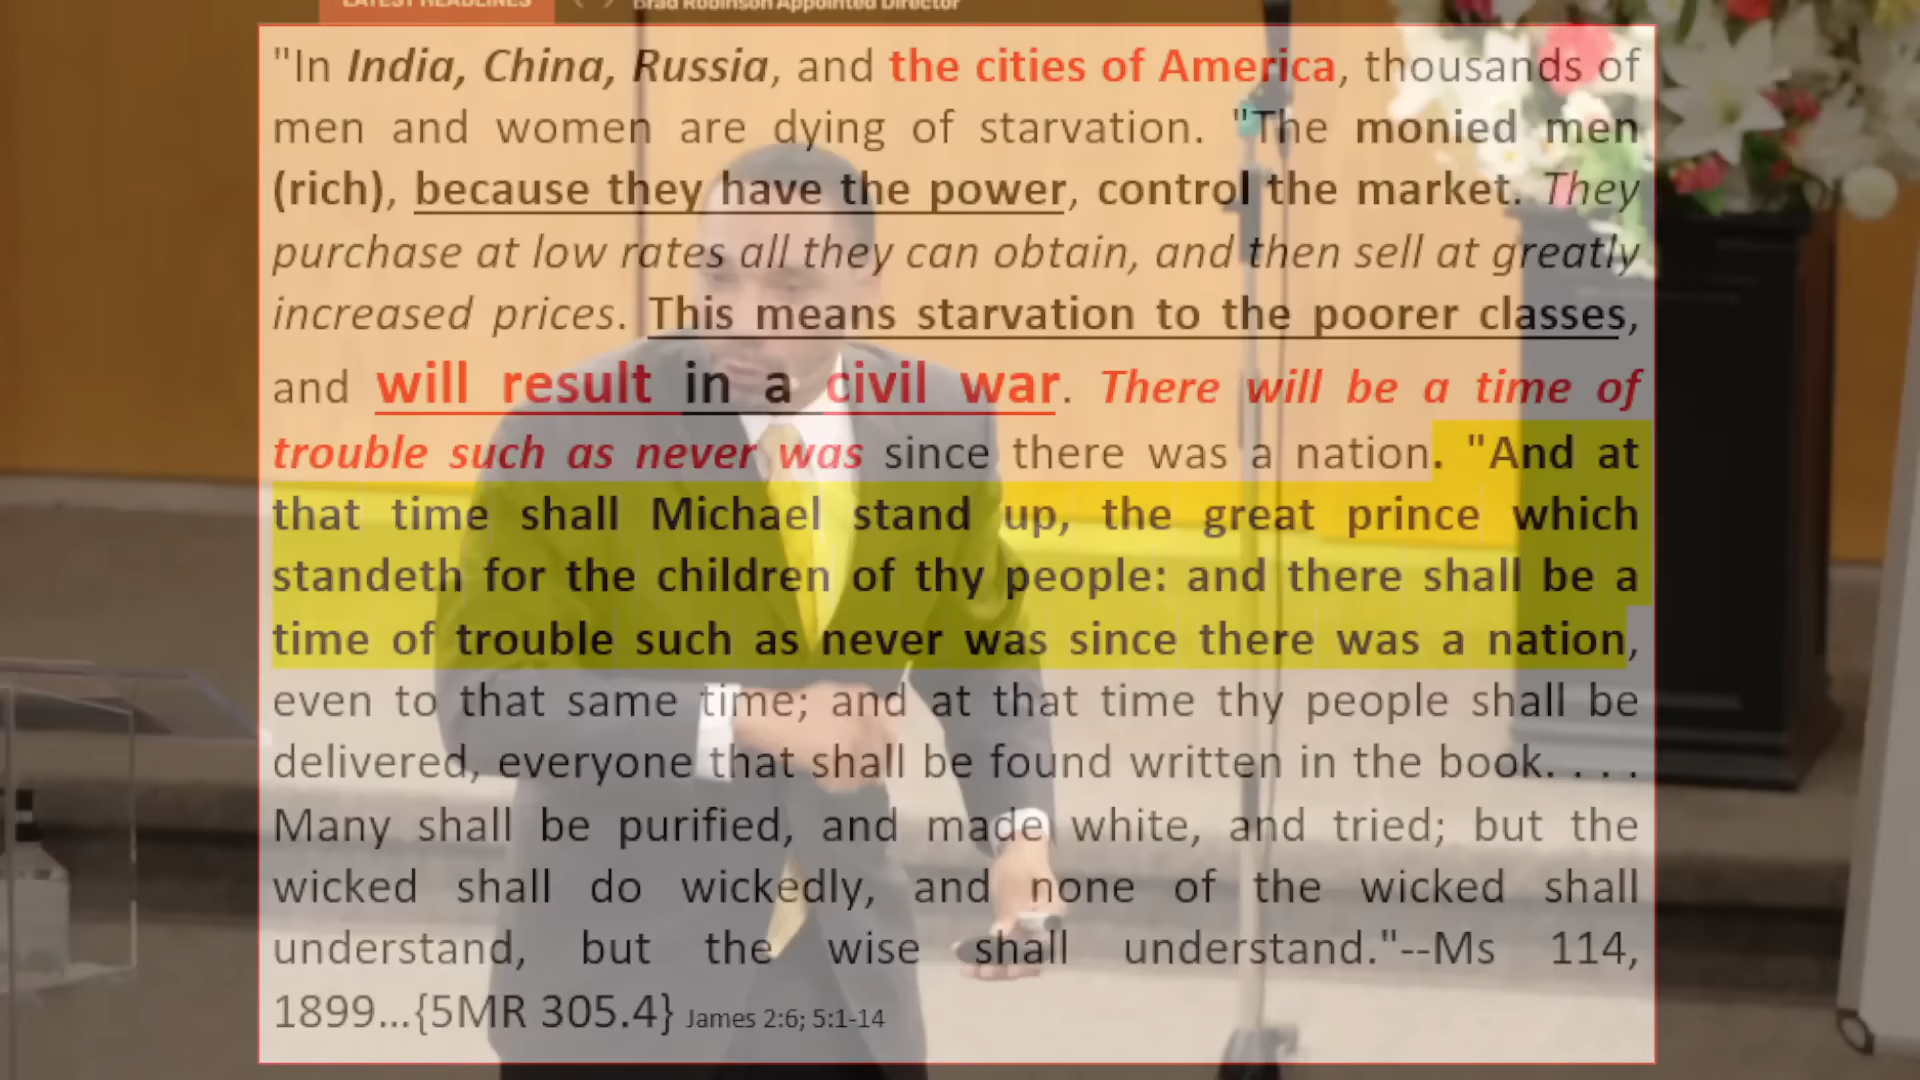 LATEST HEADLINES Brad Robinson Appointed Director
"In India, China, Russia, and the cities of America, thousands of
men and women are dying of starvation. "The monied men
(rich), because they have the power, control the market. They
purchase at low rates all they can obtain, and then sell at greatly
increased prices. This means starvation to the poorer classes,
and will result in a civil war. There will be a time of
trouble such as never was since there was a nation. "And at
that time shall Michael stand up, the great prince which
standeth for the children of thy people: and there shall be a
time of trouble such as never was since there was a nation,
even to that same time; and at that time thy people shall be
delivered, everyone that shall be found written in the book. . . .
Many shall be purified, and made white, and tried; but the
wicked shall do wickedly, and none of the wicked shall
understand, but the wise shall understand."--Ms 114,
1899...{5MR 305.4} James 2:6; 5:1-14